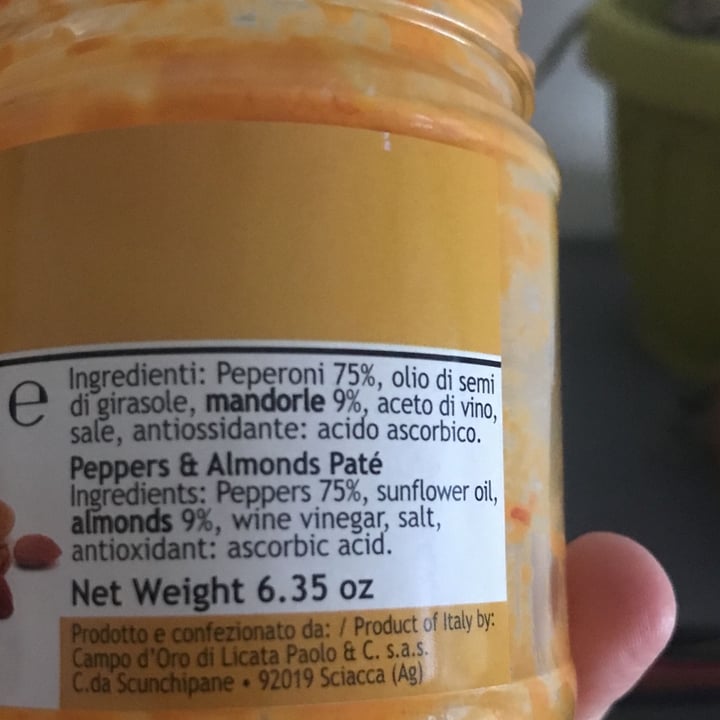 e
Ingredienti: Peperoni 75%, olio di semi
di girasole, mandorle 9%, aceto di vino,
sale, antiossidante: acido ascorbico.
Peppers & Almonds Paté
Ingredients: Peppers 75%, sunflower oil,
almonds 9%, wine vinegar, salt,
antioxidant: ascorbic acid.
Net Weight 6.35 oz
Prodotto e confezionato da: / Product of Italy by:
Campo d'Oro di Licata Paolo & C. s.a.s.
C.da Scunchipane • 92019 Sciacca (Ag)